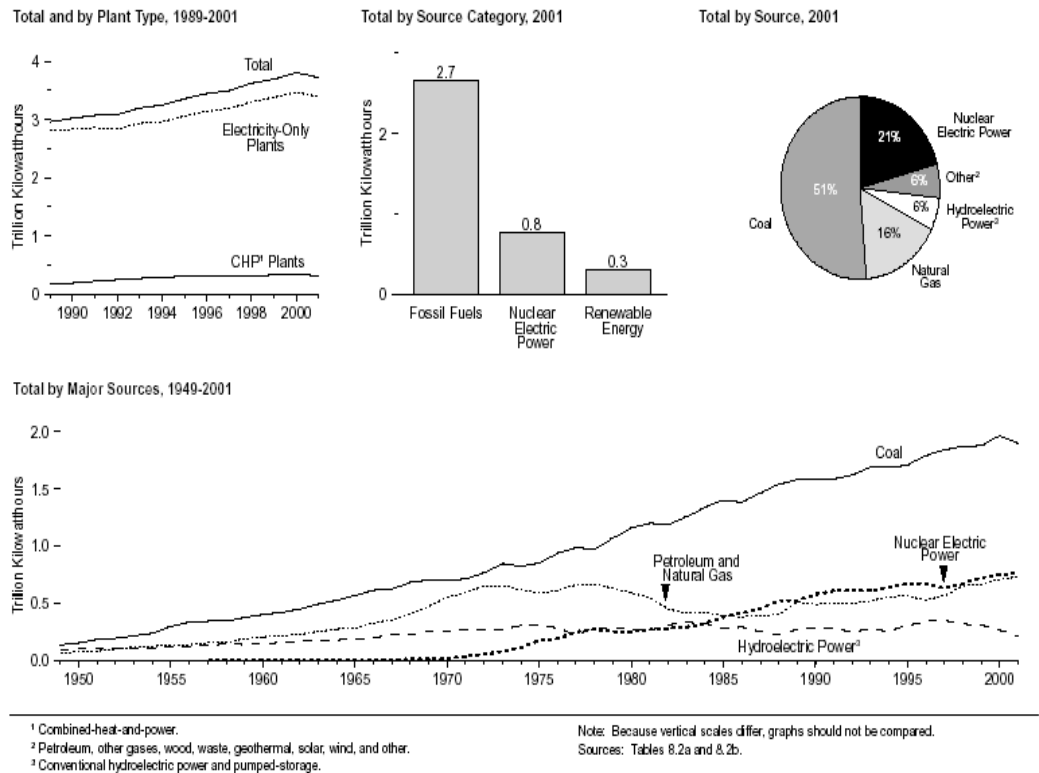 Total and by Plant Type, 1989-2001
4
3
2
1
0
Trillion Kilowatthours
Total
Electricity-Only
Plants
CHP¹ Plants
1990
1992
1994
1996
1998
2000
Total by Source Category, 2001
2
0
Trillion Kilowatthours
2.7
0.8
0.3
Fossil Fuels
Nuclear
Electric
Power
Renewable
Energy
Total by Source, 2001
Nuclear
Electric Power
21%
Other²
6%
Hydroelectric
Power³
6%
Natural
Gas
16%
Coal
51%
Total by Major Sources, 1949-2001
2.0
1.5
1.0
0.5
0.0
Trillion Kilowatthours
Coal
Petroleum and
Natural Gas
Nuclear Electric
Power
Hydroelectric Power³
1950
1955
1960
1965
1970
1975
1980
1985
1990
1995
2000
¹ Combined-heat-and-power.
² Petroleum, other gases, wood, waste, geothermal, solar, wind, and other.
³ Conventional hydroelectric power and pumped-storage.
Note: Because vertical scales differ, graphs should not be compared.
Sources: Tables 8.2a and 8.2b.